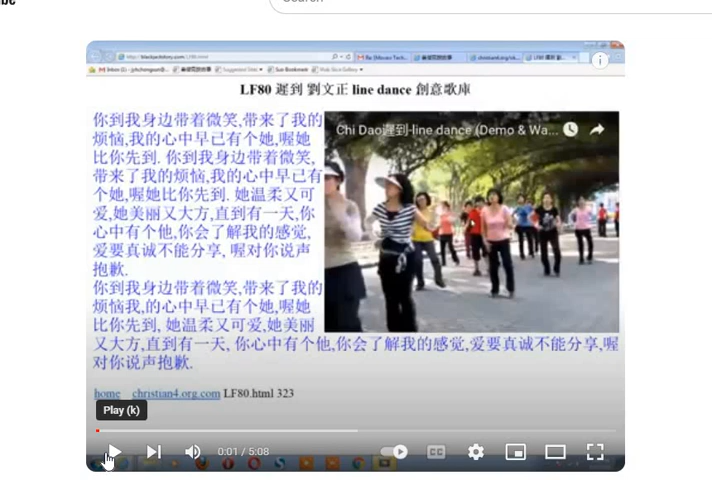 LF80 遲到 劉文正 line dance 創意歌庫
你到我身边带着微笑,带来了我的
烦恼,我的心中早已有个她,喔她
比你先到. 你到我身边带着微笑,
带来了我的烦恼,我的心中早已有
个她,喔她比你先到. 她温柔又可
爱,她美丽又大方,直到有一天,你
心中有个他,你会了解我的感觉,
爱要真诚不能分享, 喔对你说声
抱歉.
你到我身边带着微笑,带来了我的
烦恼我,的心中早已有个她,喔她
比你先到, 她温柔又可爱,她美丽
又大方,直到有一天, 你心中有个他,你会了解我的感觉,爱要真诚不能分享,喔
对你说声抱歉.
Chi Dao遲到-line dance (Demo & Wa...
home christian4.org.com LF80.html 323
Play (k)
0:01 / 5:08
CC